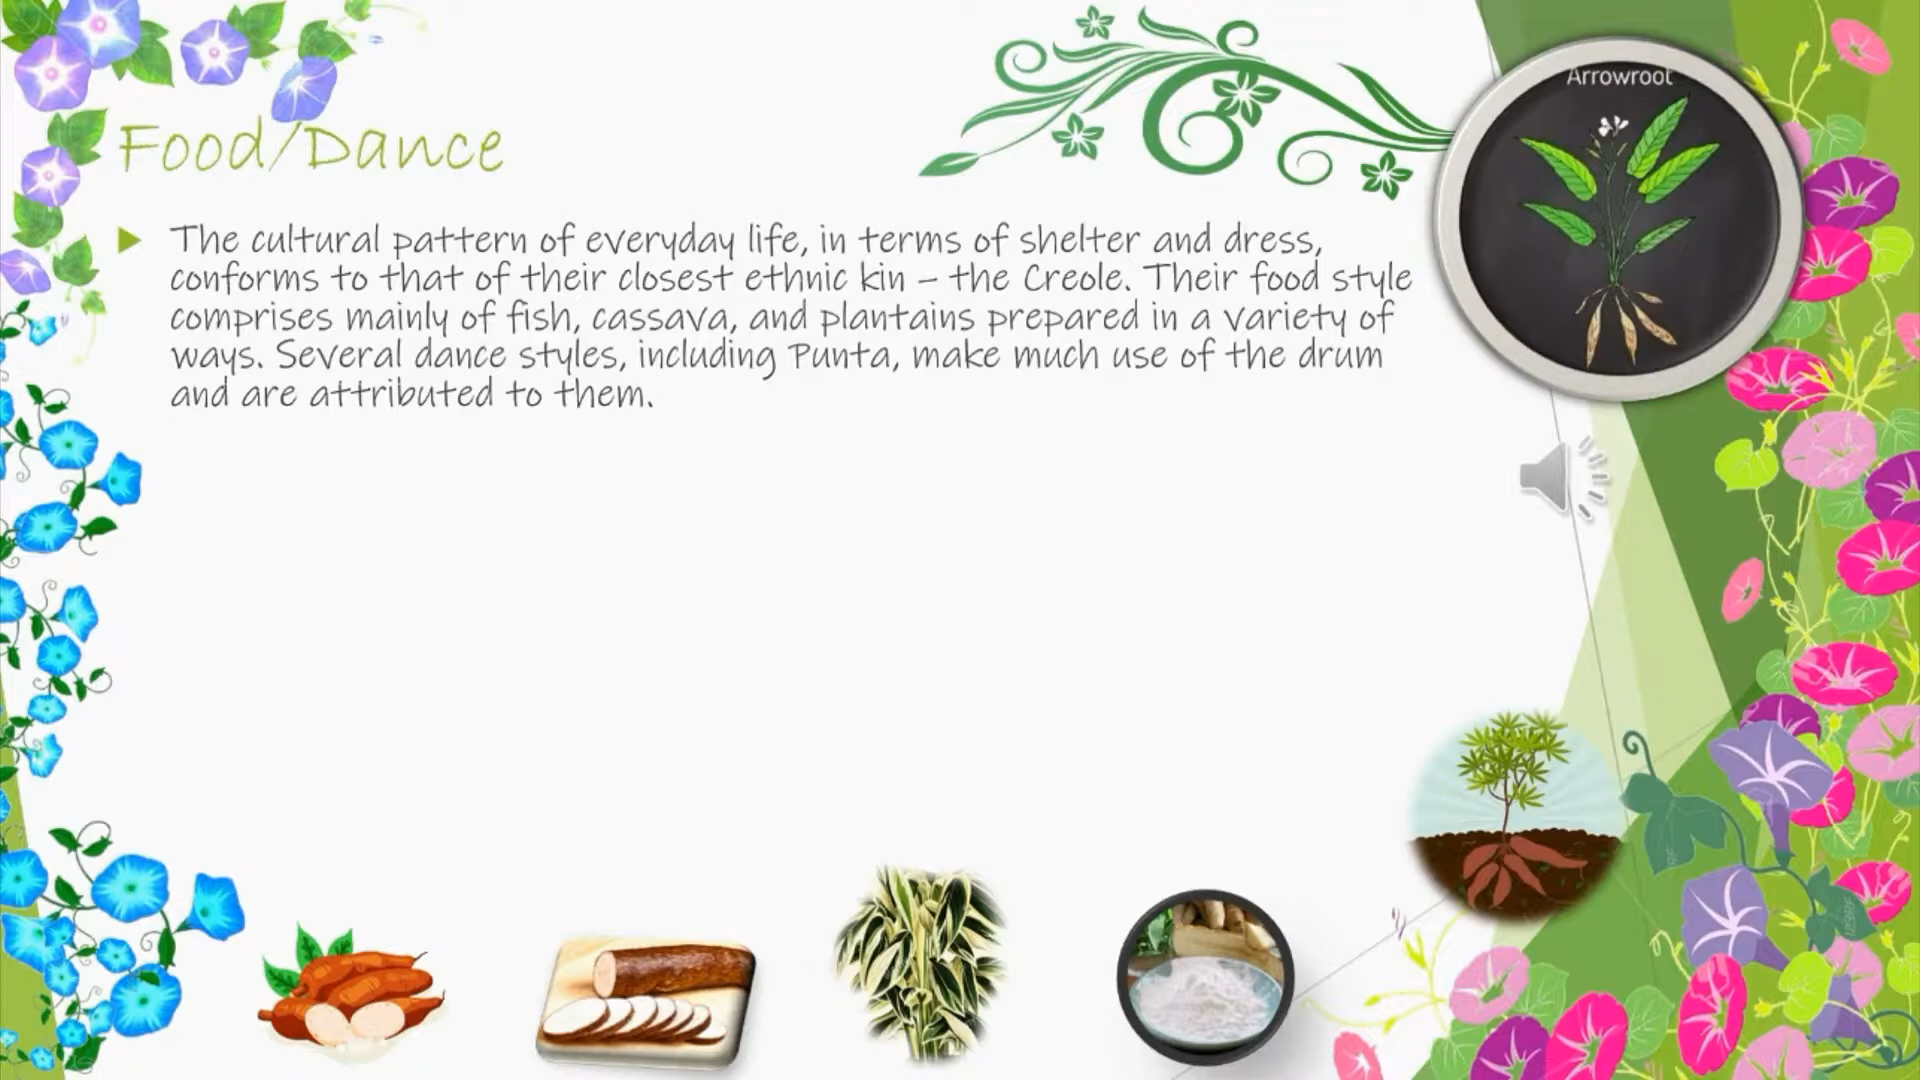 Arrowroot
Food/Dance
The cultural pattern of everyday life, in terms of shelter and dress,
conforms to that of their closest ethnic kin – the Creole. Their food style
comprises mainly of fish, cassava, and plantains prepared in a variety of
ways. Several dance styles, including Punta, make much use of the drum
and are attributed to them.